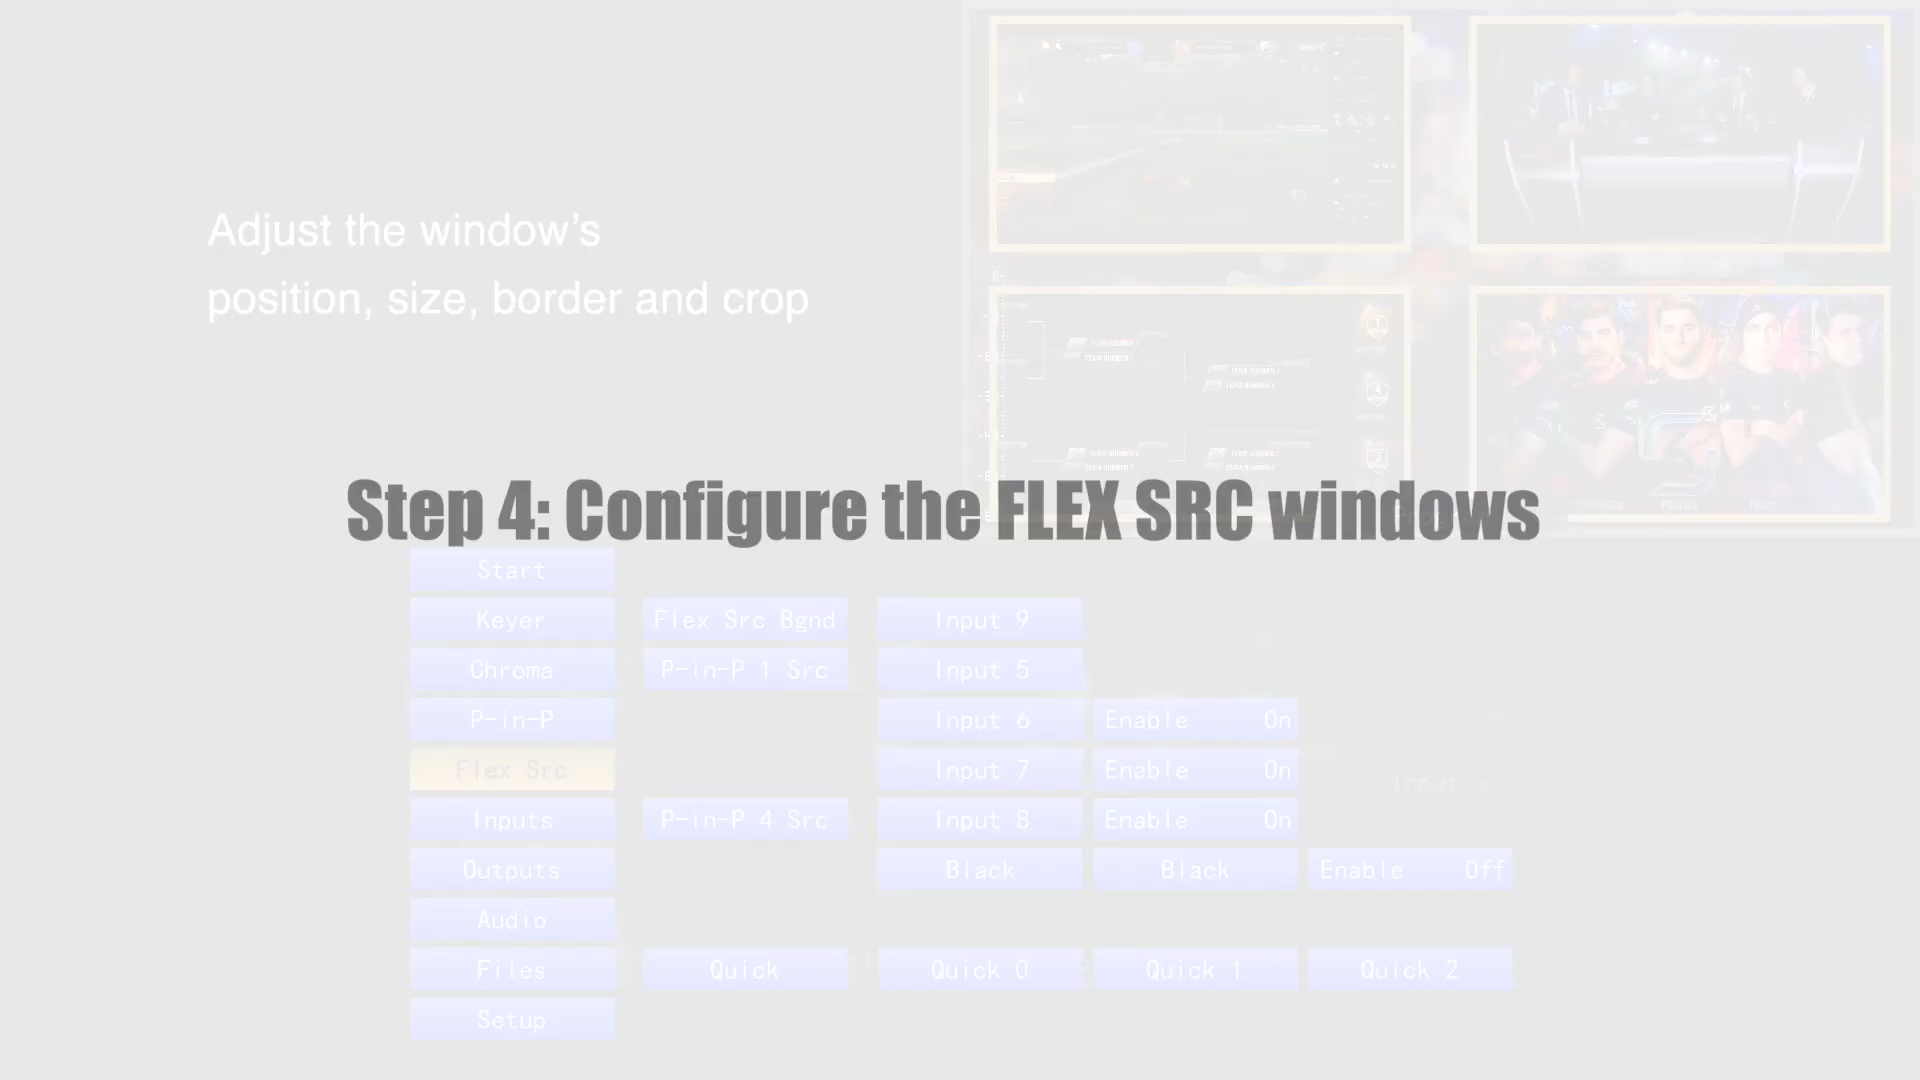 Adjust the window’s
position, size, border and crop
Step 4: Configure the FLEX SRC windows
Start
Keyer Flex Src Bgnd Input 9
Chroma P-in-P 1 Src Input 5
P-in-P Input 6 Enable On
Flex Src Input 7 Enable On
Inputs P-in-P 4 Src Input 8 Enable On
Outputs Black Black Enable Off
Audio
Files Quick Quick 0 Quick 1 Quick 2
Setup